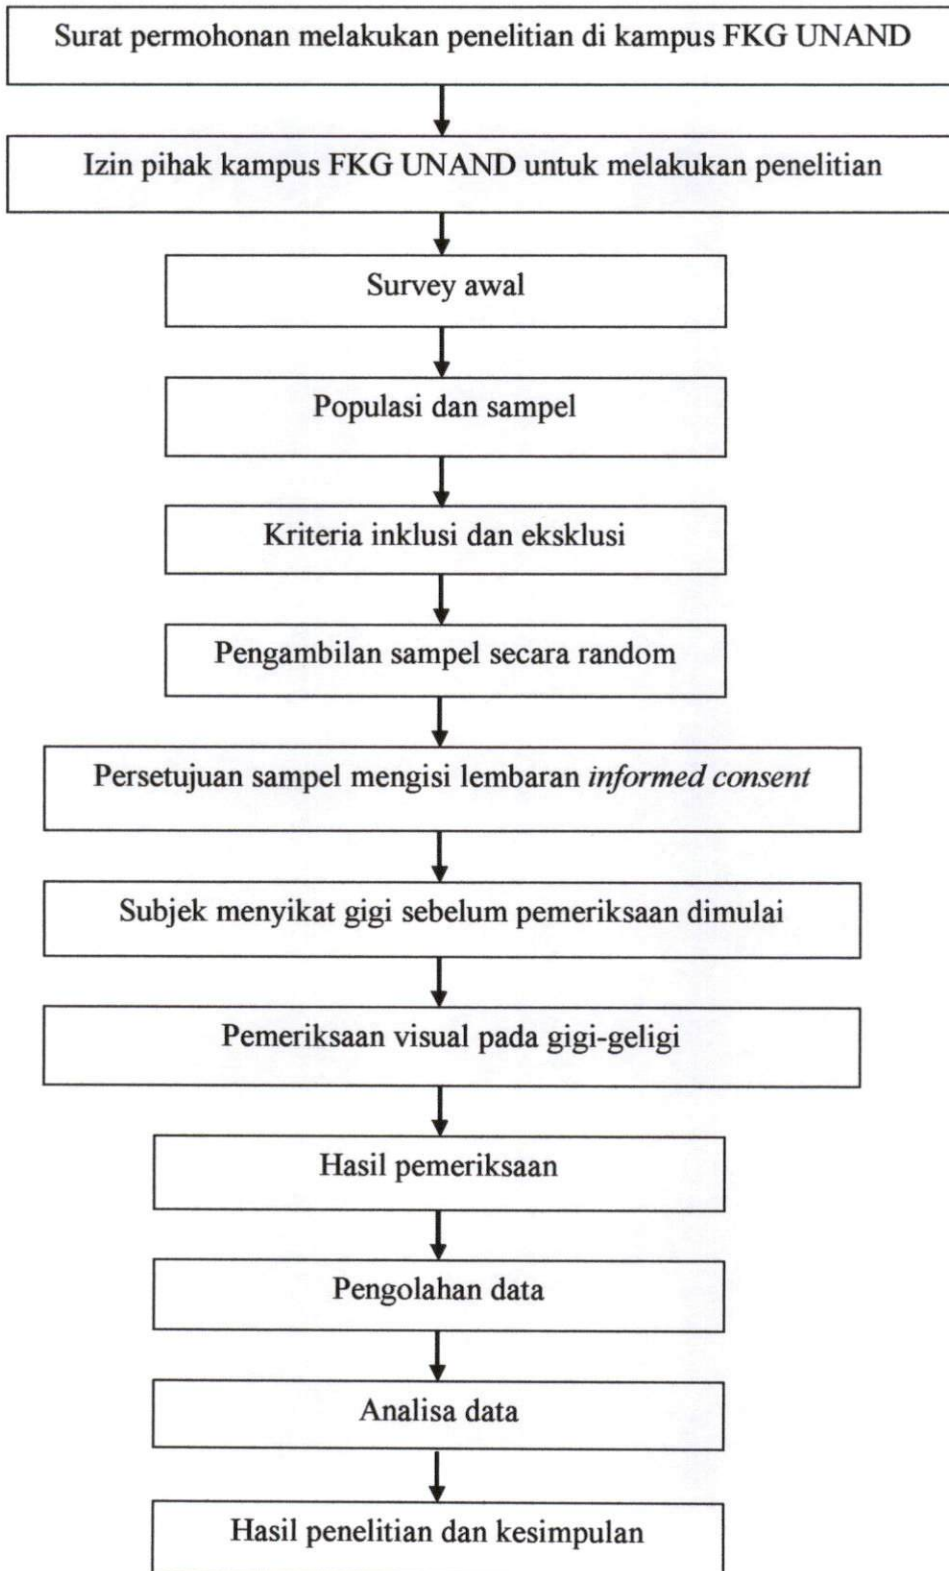 Surat permohonan melakukan penelitian di kampus FKG UNAND
Izin pihak kampus FKG UNAND untuk melakukan penelitian
Survey awal
Populasi dan sampel
Kriteria inklusi dan eksklusi
Pengambilan sampel secara random
Persetujuan sampel mengisi lembaran informed consent
Subjek menyikat gigi sebelum pemeriksaan dimulai
Pemeriksaan visual pada gigi-geligi
Hasil pemeriksaan
Pengolahan data
Analisa data
Hasil penelitian dan kesimpulan